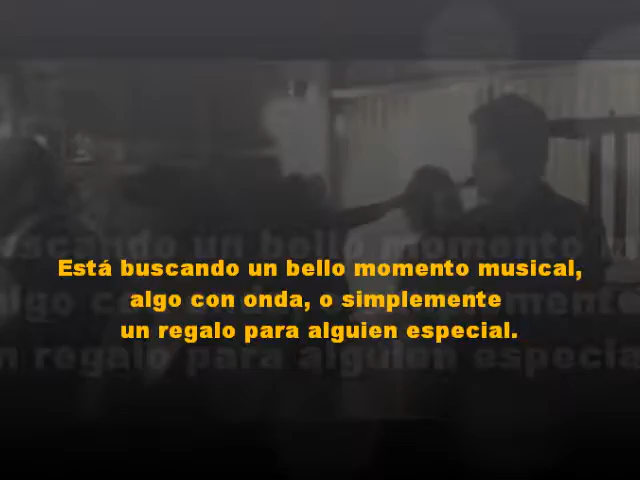 Está buscando un bello momento musical,
algo con onda, o simplemente
un regalo para alguien especial.